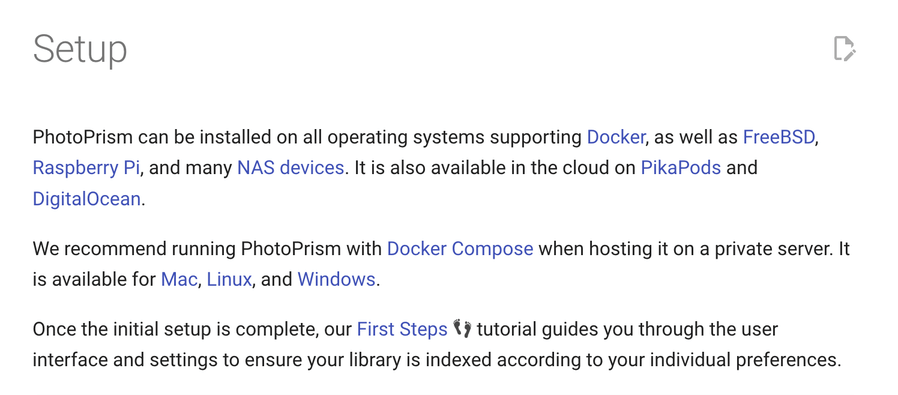 Setup
PhotoPrism can be installed on all operating systems supporting Docker, as well as FreeBSD,
Raspberry Pi, and many NAS devices. It is also available in the cloud on PikaPods and
DigitalOcean.
We recommend running PhotoPrism with Docker Compose when hosting it on a private server. It
is available for Mac, Linux, and Windows.
Once the initial setup is complete, our First Steps 👣 tutorial guides you through the user
interface and settings to ensure your library is indexed according to your individual preferences.